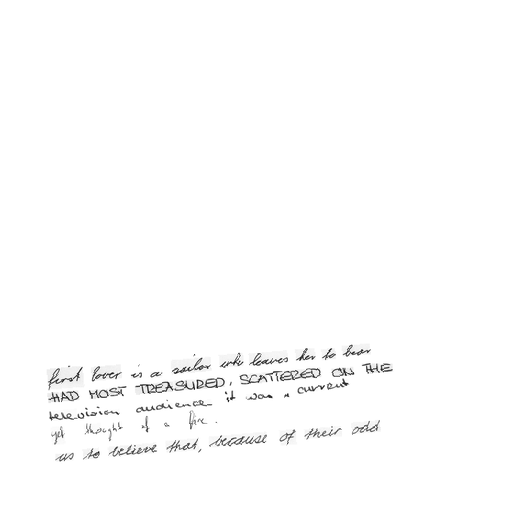 first lover is a sailor who leaves her to bear
HAD MOST TREASURED, SCATTERED ON THE
television audience it was a current
yet thought of a fire.
us to believe that, because of their odd